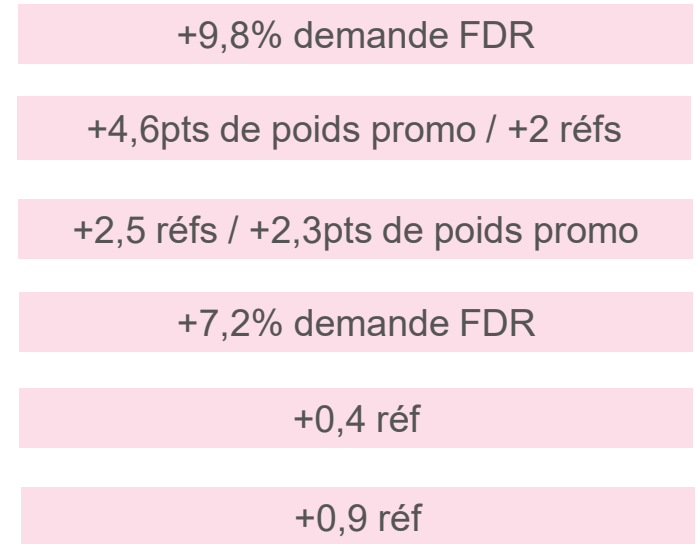 +9,8% demande FDR
+4,6pts de poids promo / +2 réfs
+2,5 réfs / +2,3pts de poids promo
+7,2% demande FDR
+0,4 réf
+0,9 réf